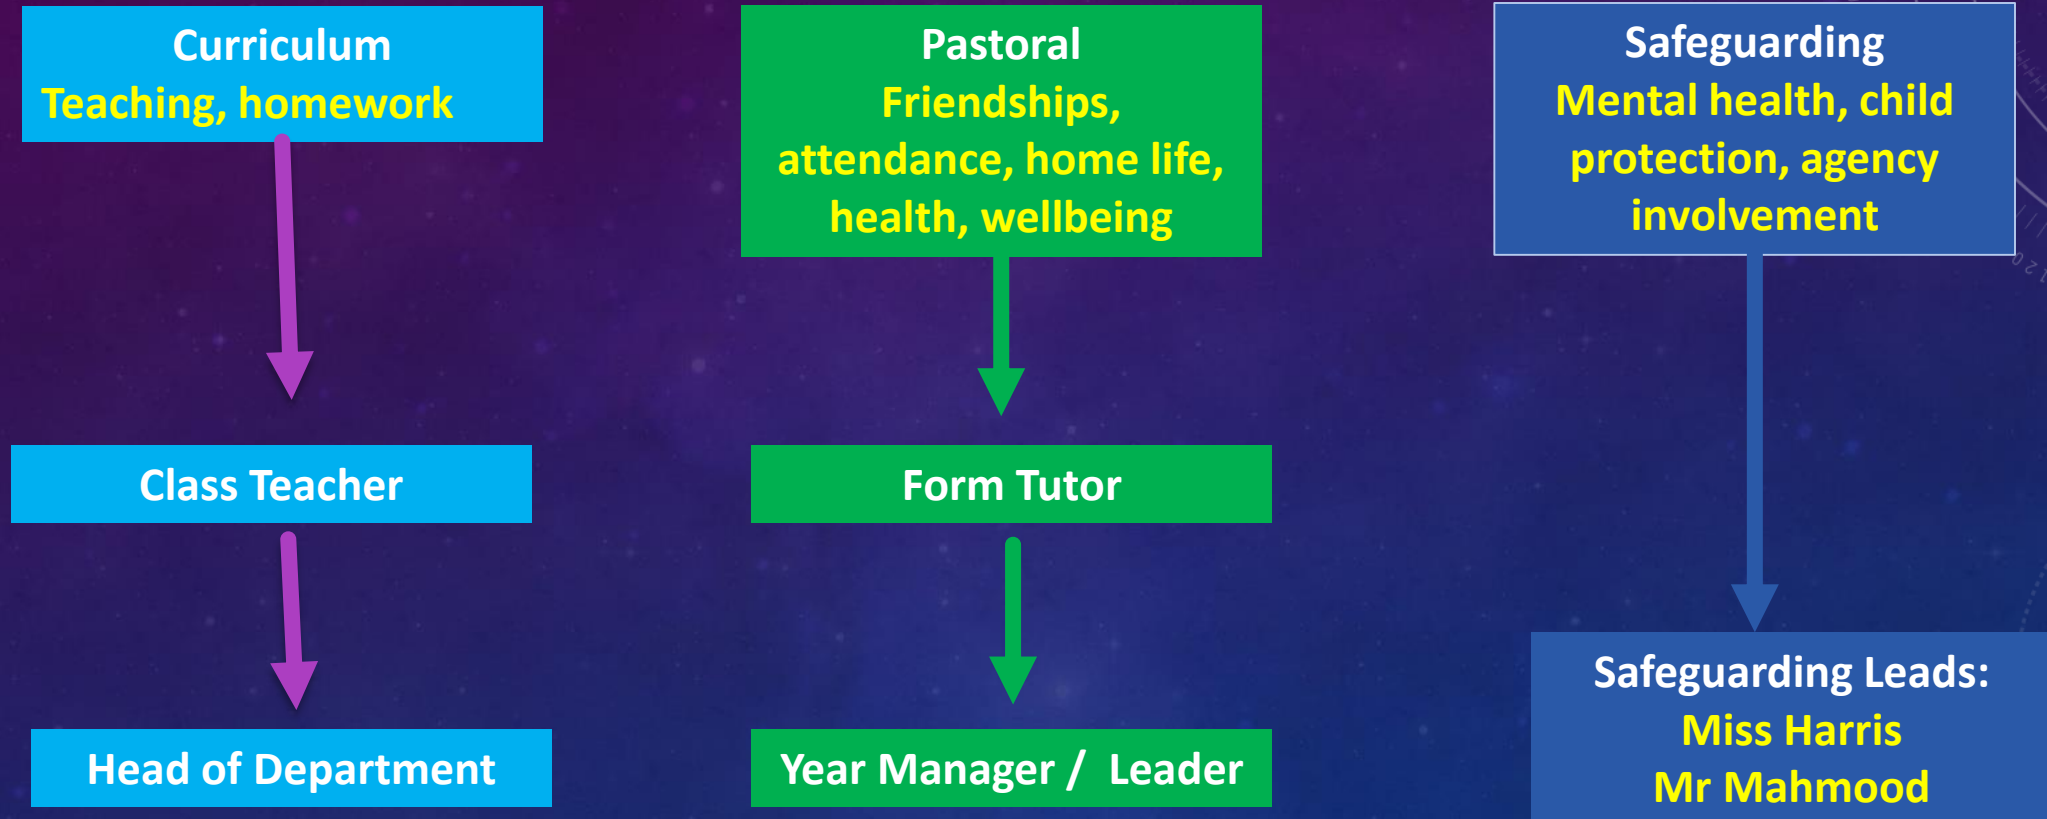 Curriculum
Teaching, homework
Pastoral
Friendships,
attendance, home life,
health, wellbeing
Safeguarding
Mental health, child
protection, agency
involvement
Class Teacher
Form Tutor
Head of Department
Year Manager /  Leader
Safeguarding Leads:
Miss Harris
Mr Mahmood